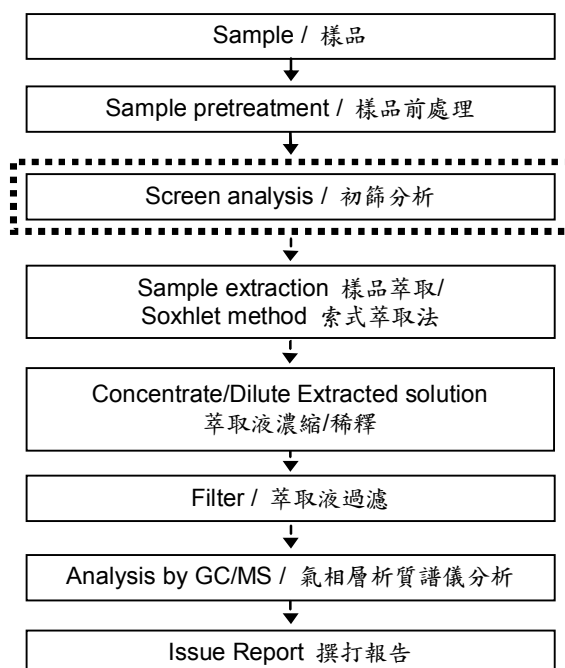 Sample / 樣品
Sample pretreatment / 樣品前處理
Screen analysis / 初篩分析
Sample extraction 樣品萃取/
Soxhlet method 索式萃取法
Concentrate/Dilute Extracted solution
萃取液濃縮/稀釋
Filter / 萃取液過濾
Analysis by GC/MS / 氣相層析質譜儀分析
Issue Report 撰打報告